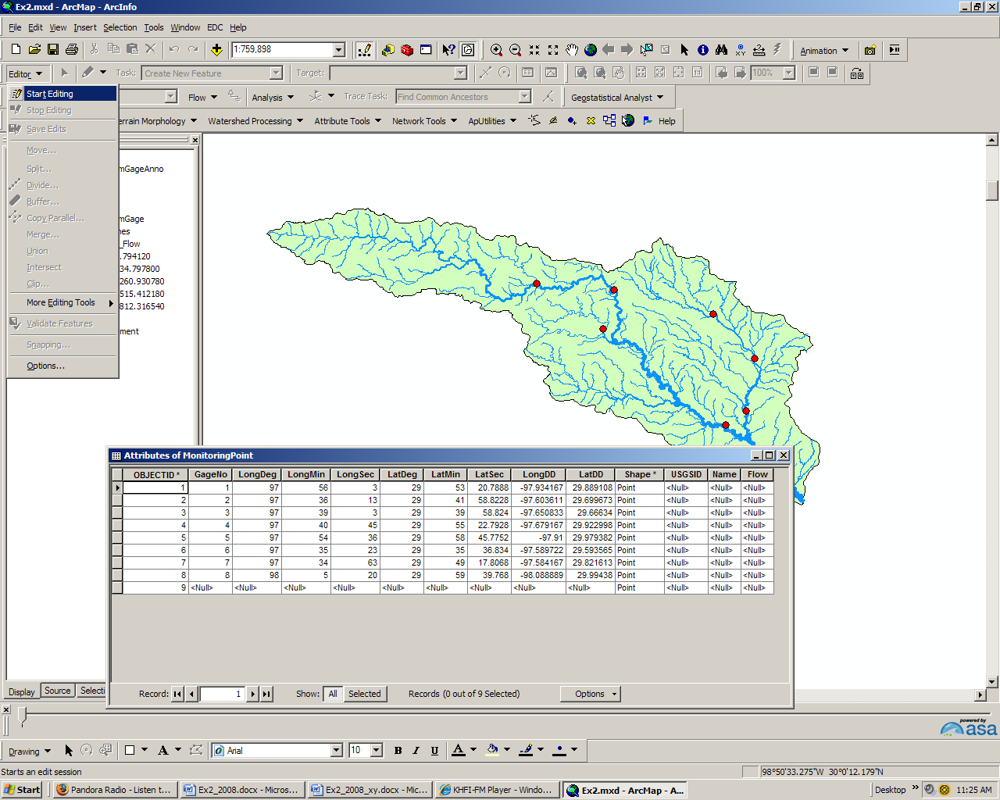 Ex2.mxd - ArcMap - ArcInfo
File Edit View Insert Selection Tools Window EDC Help
1:759,898 Animation
Editor Task: Create New Feature Target: 100%
Start Editing Flow Analysis Trace Task: Find Common Ancestors Geostatistical Analyst
Stop Editing
errain Morphology Watershed Processing Attribute Tools Network Tools ApUtilities Help
Save Edits
Move...
Split... mGageAnno
Divide...
Buffer...
Copy Parallel... mGage
Merge... nes
Union _Flow
.794120
Intersect 34.797800
Clip... 260.930780
515.412180
More Editing Tools 812.316540
Validate Features
ment
Snapping...
Options...
Attributes of MonitoringPoint
OBJECTID * GageNo LongDeg LongMin LongSec LatDeg LatMin LatSec LongDD LatDD Shape * USGSID Name Flow
1 1 97 56 3 29 53 20.7888 -97.934167 29.889108 Point <Null> <Null> <Null>
2 2 97 36 13 29 41 58.8228 -97.603611 29.699673 Point <Null> <Null> <Null>
3 3 97 39 3 29 39 58.824 -97.650833 29.66634 Point <Null> <Null> <Null>
4 4 97 40 45 29 55 22.7928 -97.679167 29.922998 Point <Null> <Null> <Null>
5 5 97 54 36 29 58 45.7752 -97.91 29.979382 Point <Null> <Null> <Null>
6 6 97 35 23 29 35 36.834 -97.589722 29.593565 Point <Null> <Null> <Null>
7 7 97 34 63 29 49 17.8068 -97.584167 29.821613 Point <Null> <Null> <Null>
8 8 98 5 20 29 59 39.768 -98.088889 29.99438 Point <Null> <Null> <Null>
9 <Null> <Null> <Null> <Null> <Null> <Null> <Null> <Null> <Null> Point <Null> <Null> <Null>
Display Source Selecti
Record: 1 Show: All Selected Records (0 out of 9 Selected) Options
powered by
asa
Drawing A Arial 10 B I U A
Starts an edit session 98°50'33.275"W 30°0'12.179"N
Start Pandora Radio - Listen t... Ex2_2008.docx - Micros... Ex2_2008_xy.docx - Mic... KHFI-FM Player - Windo... Ex2.mxd - ArcMap - A... Desktop » 11:25 AM